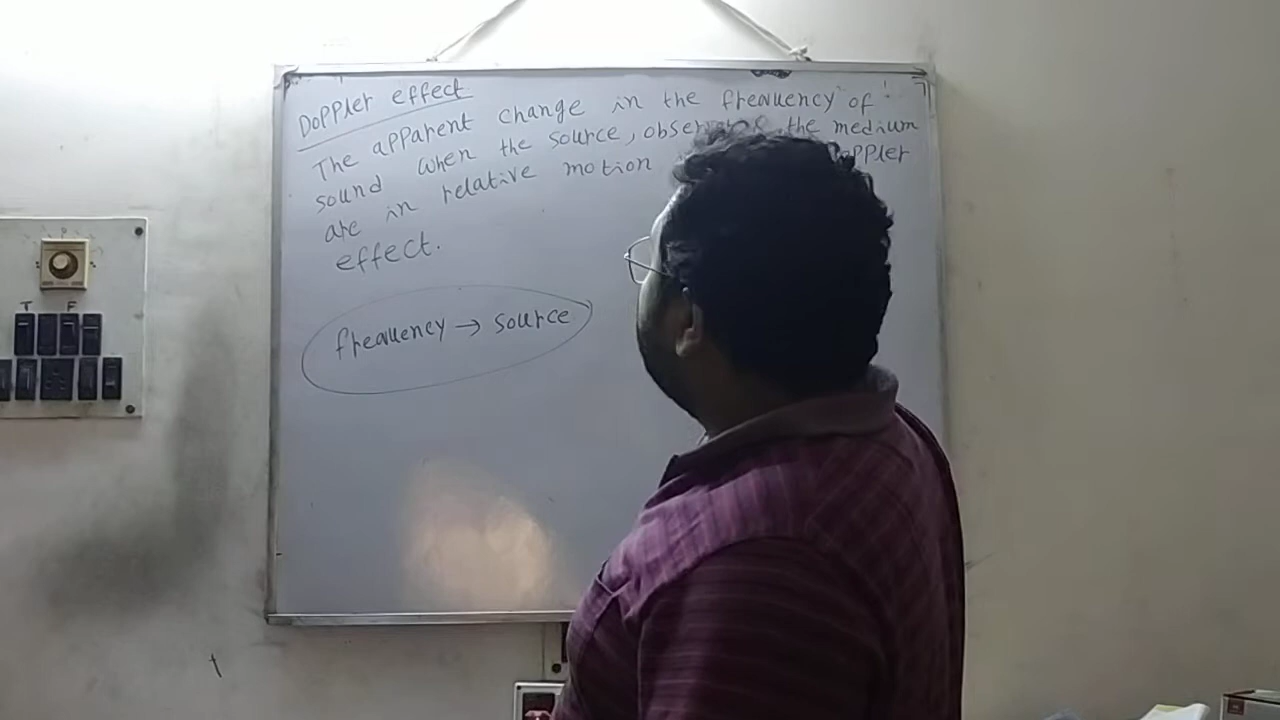 Doppler effect
The apparent change in the frequency of
sound when the source, observer the medium
are in relative motion Doppler
effect.
frequency → source
T F